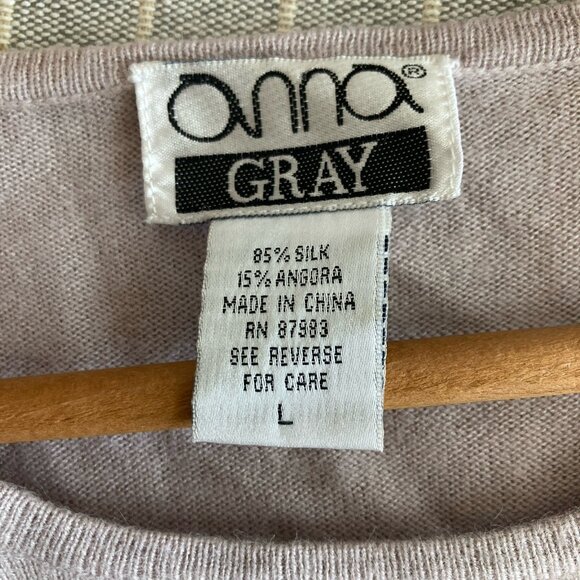 anna®
GRAY
85% SILK
15% ANGORA
MADE IN CHINA
RN 87983
SEE REVERSE
FOR CARE
L